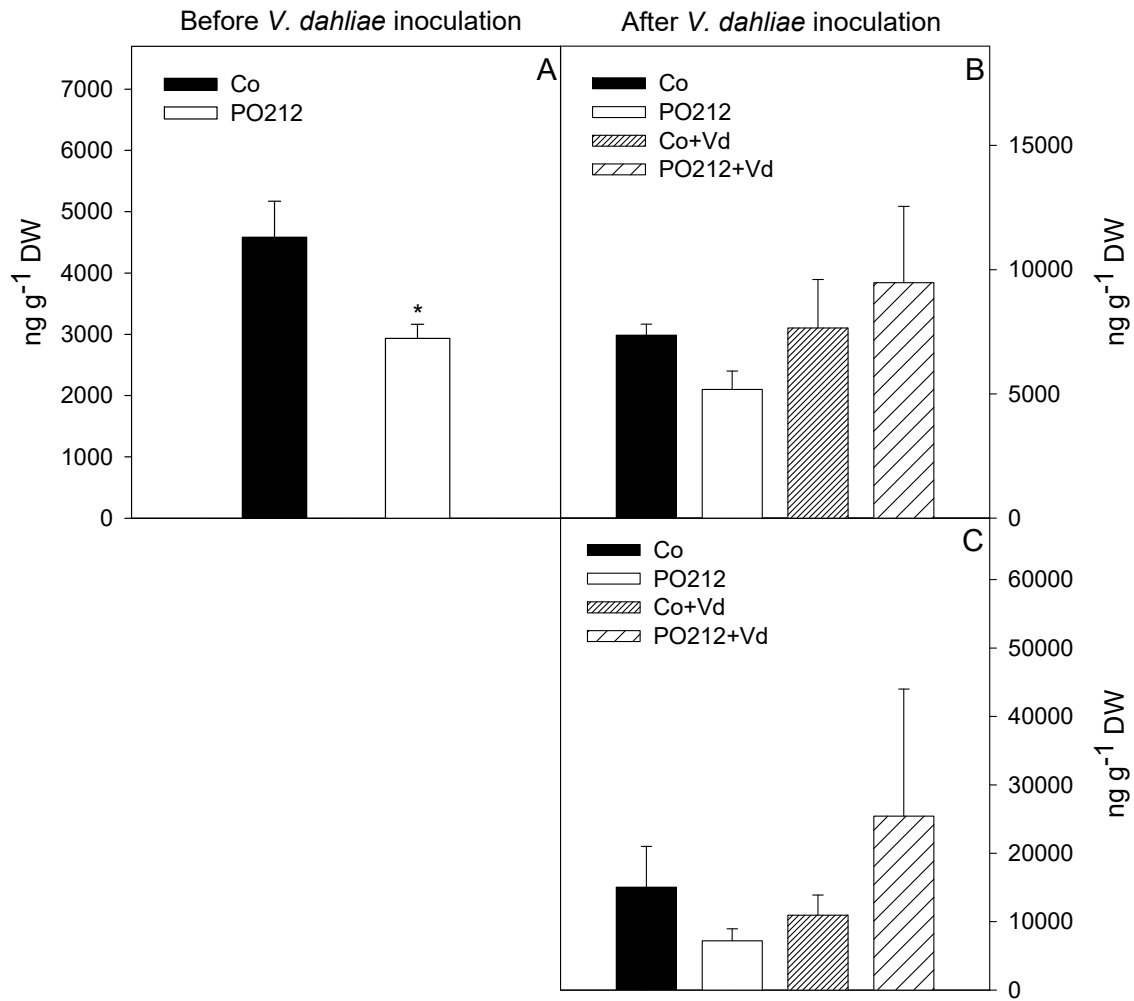 Before V. dahliae inoculation
After V. dahliae inoculation
A
Co
PO212
7000
6000
5000
4000
3000
2000
1000
0
ng g-1 DW
*
B
Co
PO212
Co+Vd
PO212+Vd
15000
10000
5000
0
ng g-1 DW
C
Co
PO212
Co+Vd
PO212+Vd
60000
50000
40000
30000
20000
10000
0
ng g-1 DW